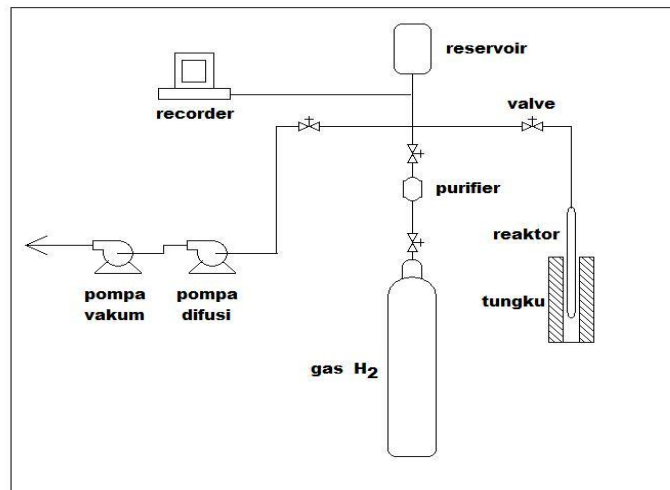 reservoir
recorder
valve
purifier
reaktor
tungku
pompa
vakum
pompa
difusi
gas H2